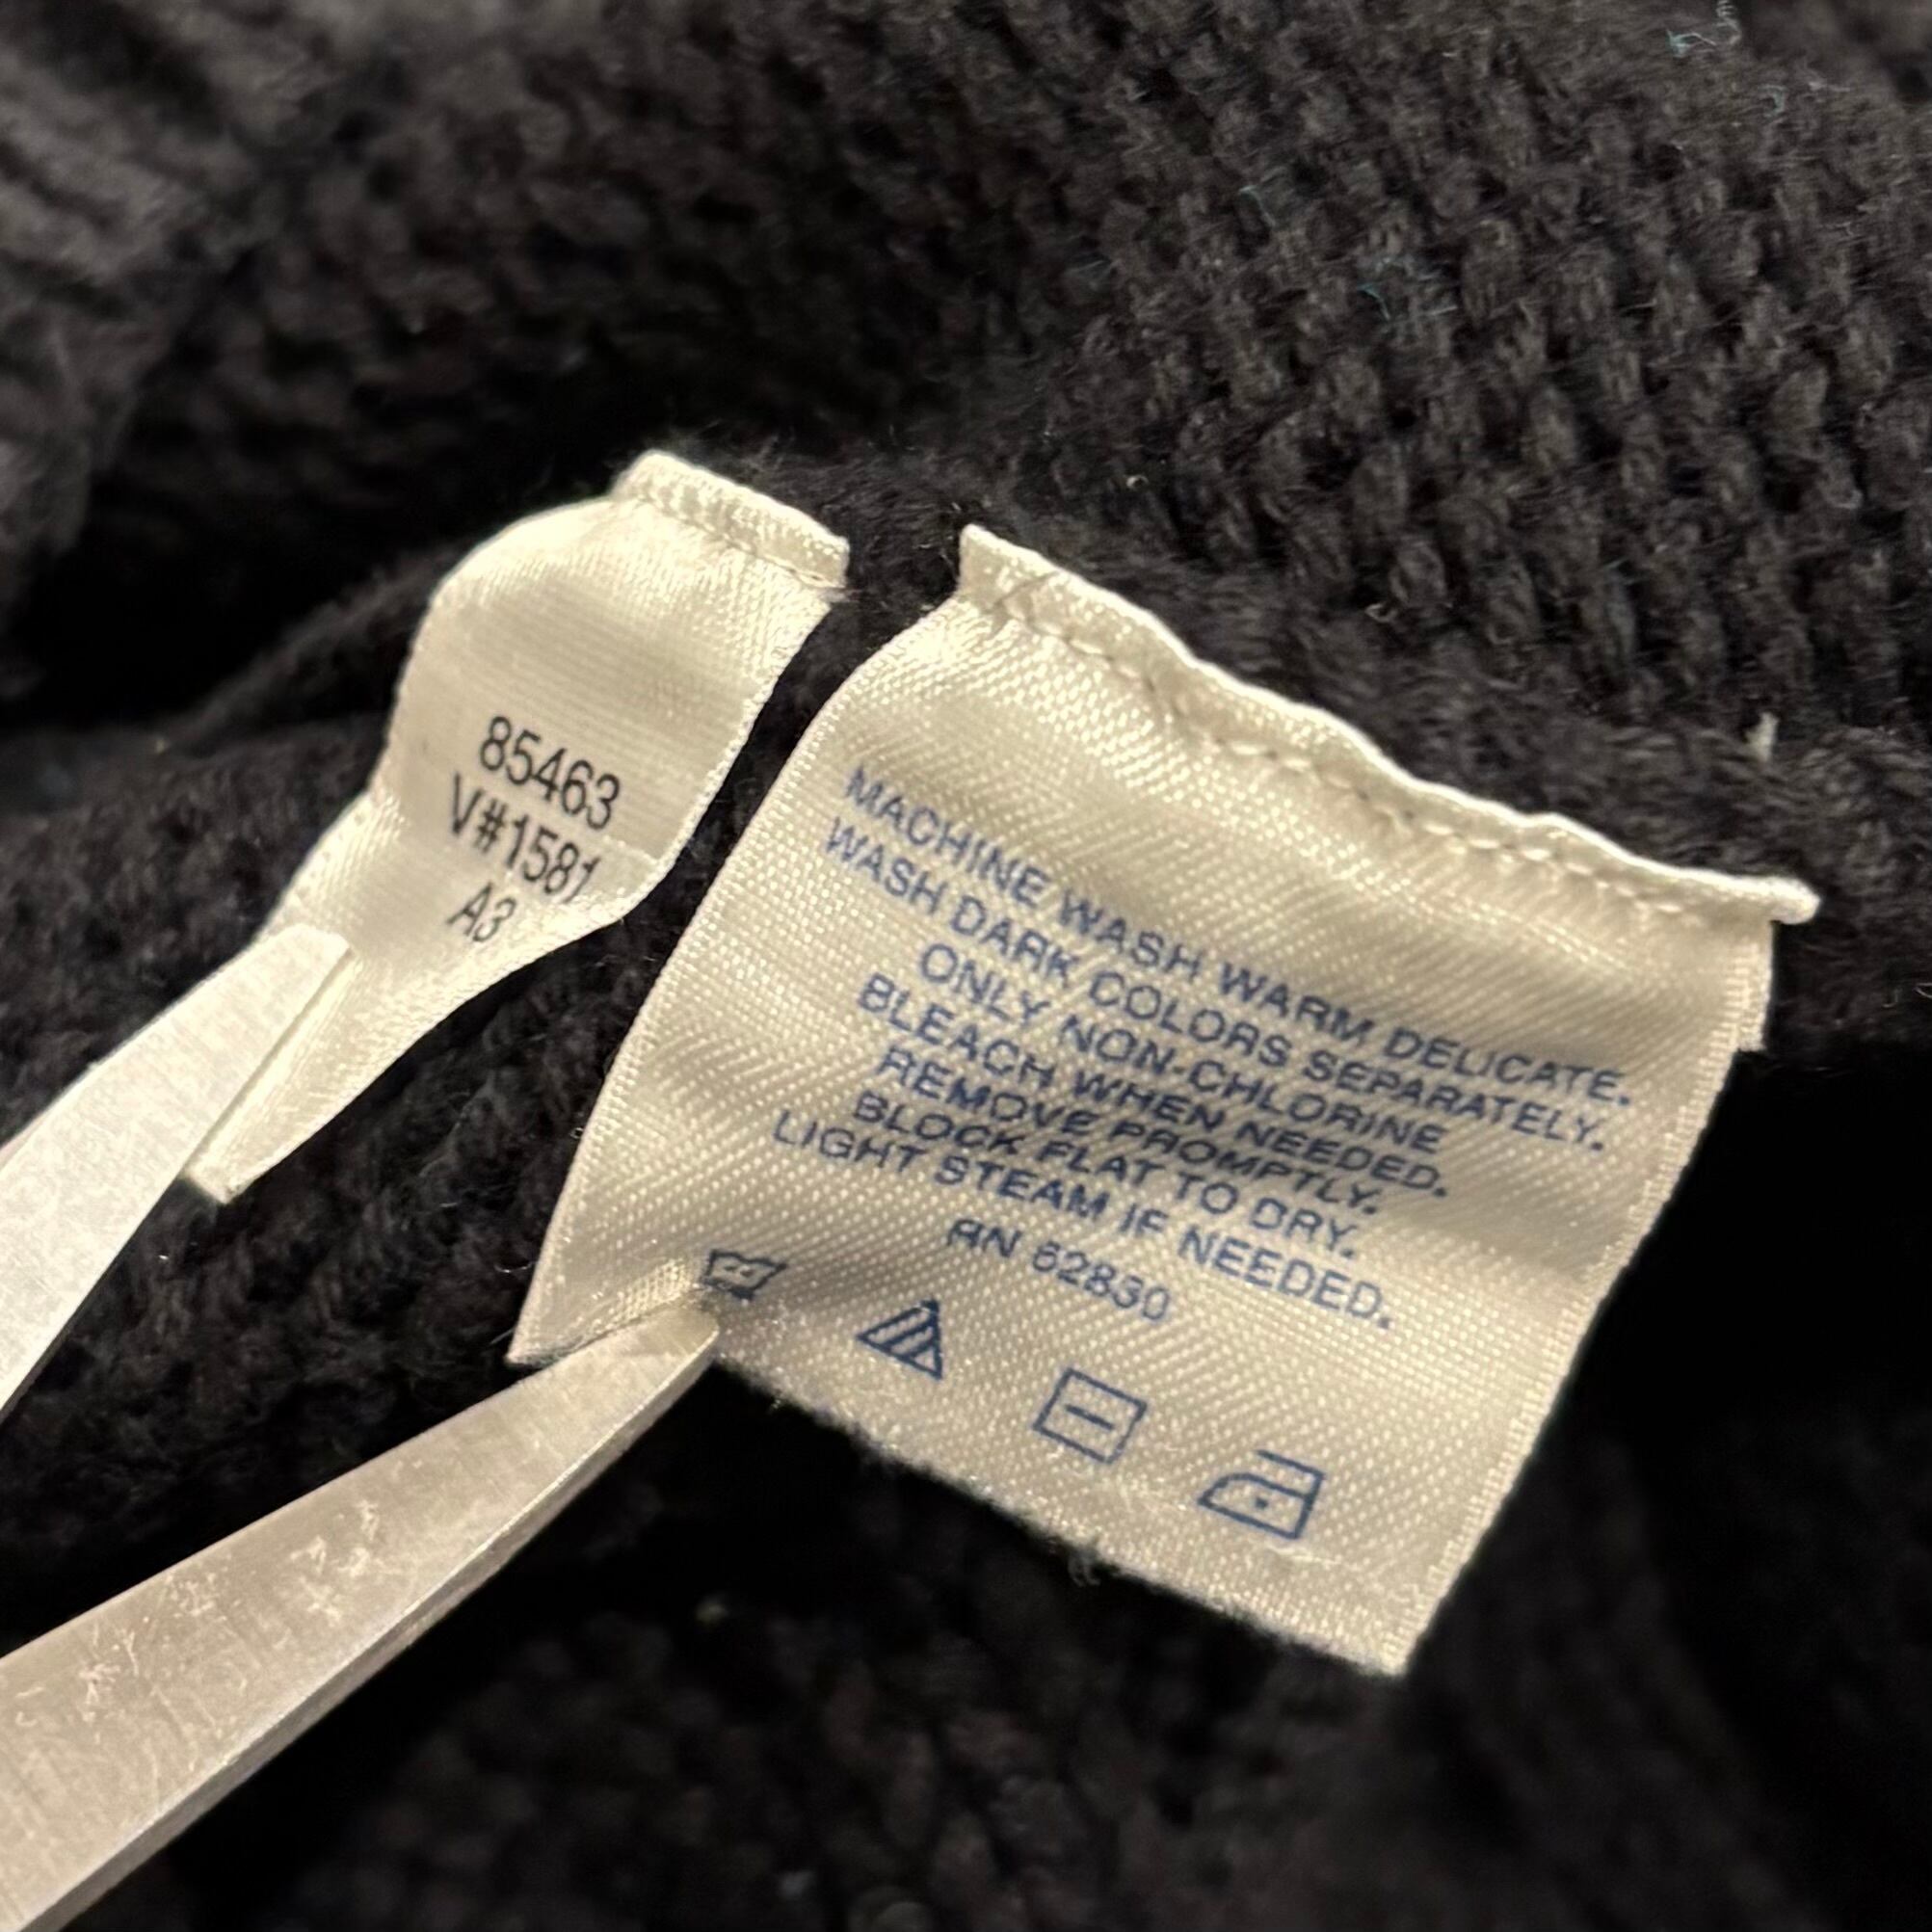 85463
V#1581
A3
MACHINE WASH WARM DELICATE.
WASH DARK COLORS SEPARATELY.
ONLY NON-CHLORINE
BLEACH WHEN NEEDED.
REMOVE PROMPTLY.
BLOCK FLAT TO DRY.
LIGHT STEAM IF NEEDED.
RN 62830